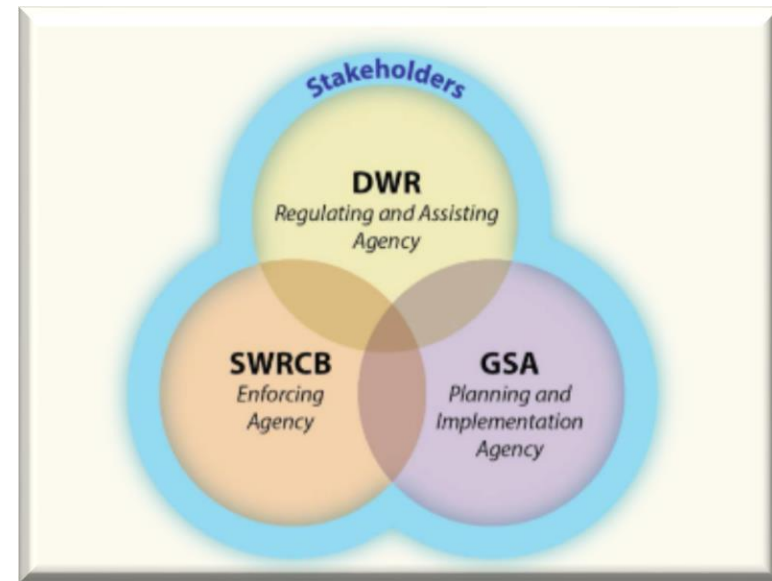 Stakeholders
DWR
Regulating and Assisting
Agency
SWRCB
Enforcing
Agency
GSA
Planning and
Implementation
Agency